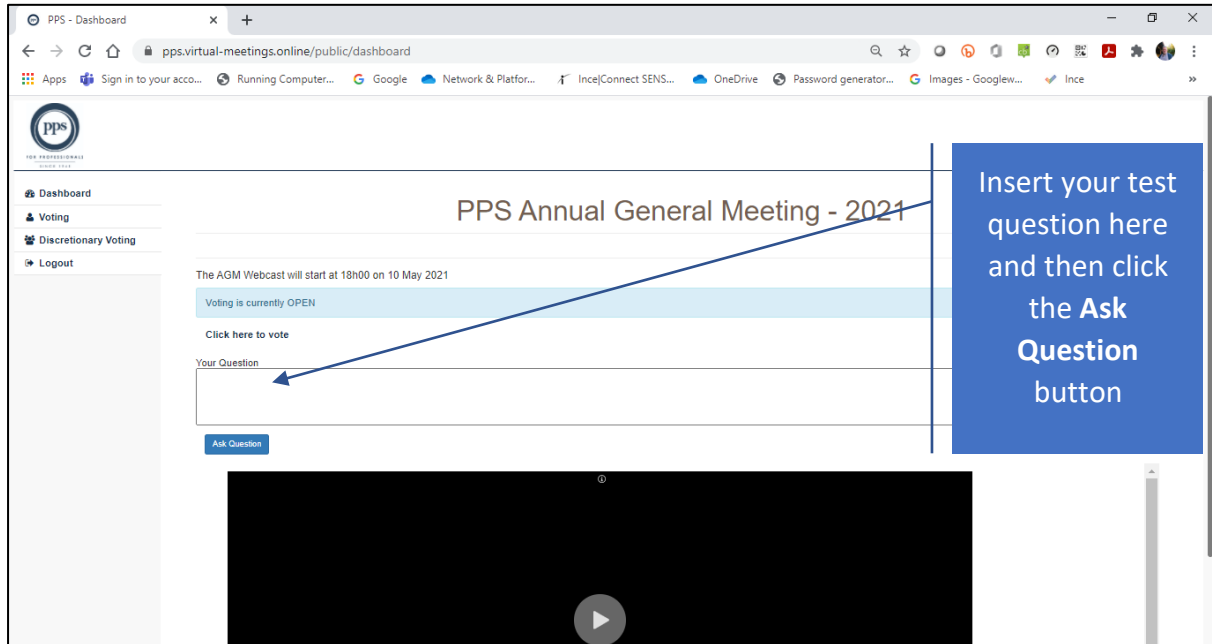 PPS - Dashboard
pps.virtual-meetings.online/public/dashboard
Apps
Sign in to your acco...
Running Computer...
Google
Network & Platfor...
Ince|Connect SENS...
OneDrive
Password generator...
Images - Googlew...
Ince
pps
FOR PROFESSIONALS
Dashboard
Voting
Discretionary Voting
Logout
PPS Annual General Meeting - 2021
The AGM Webcast will start at 18h00 on 10 May 2021
Voting is currently OPEN
Click here to vote
Your Question
Ask Question
Insert your test
question here
and then click
the Ask
Question
button